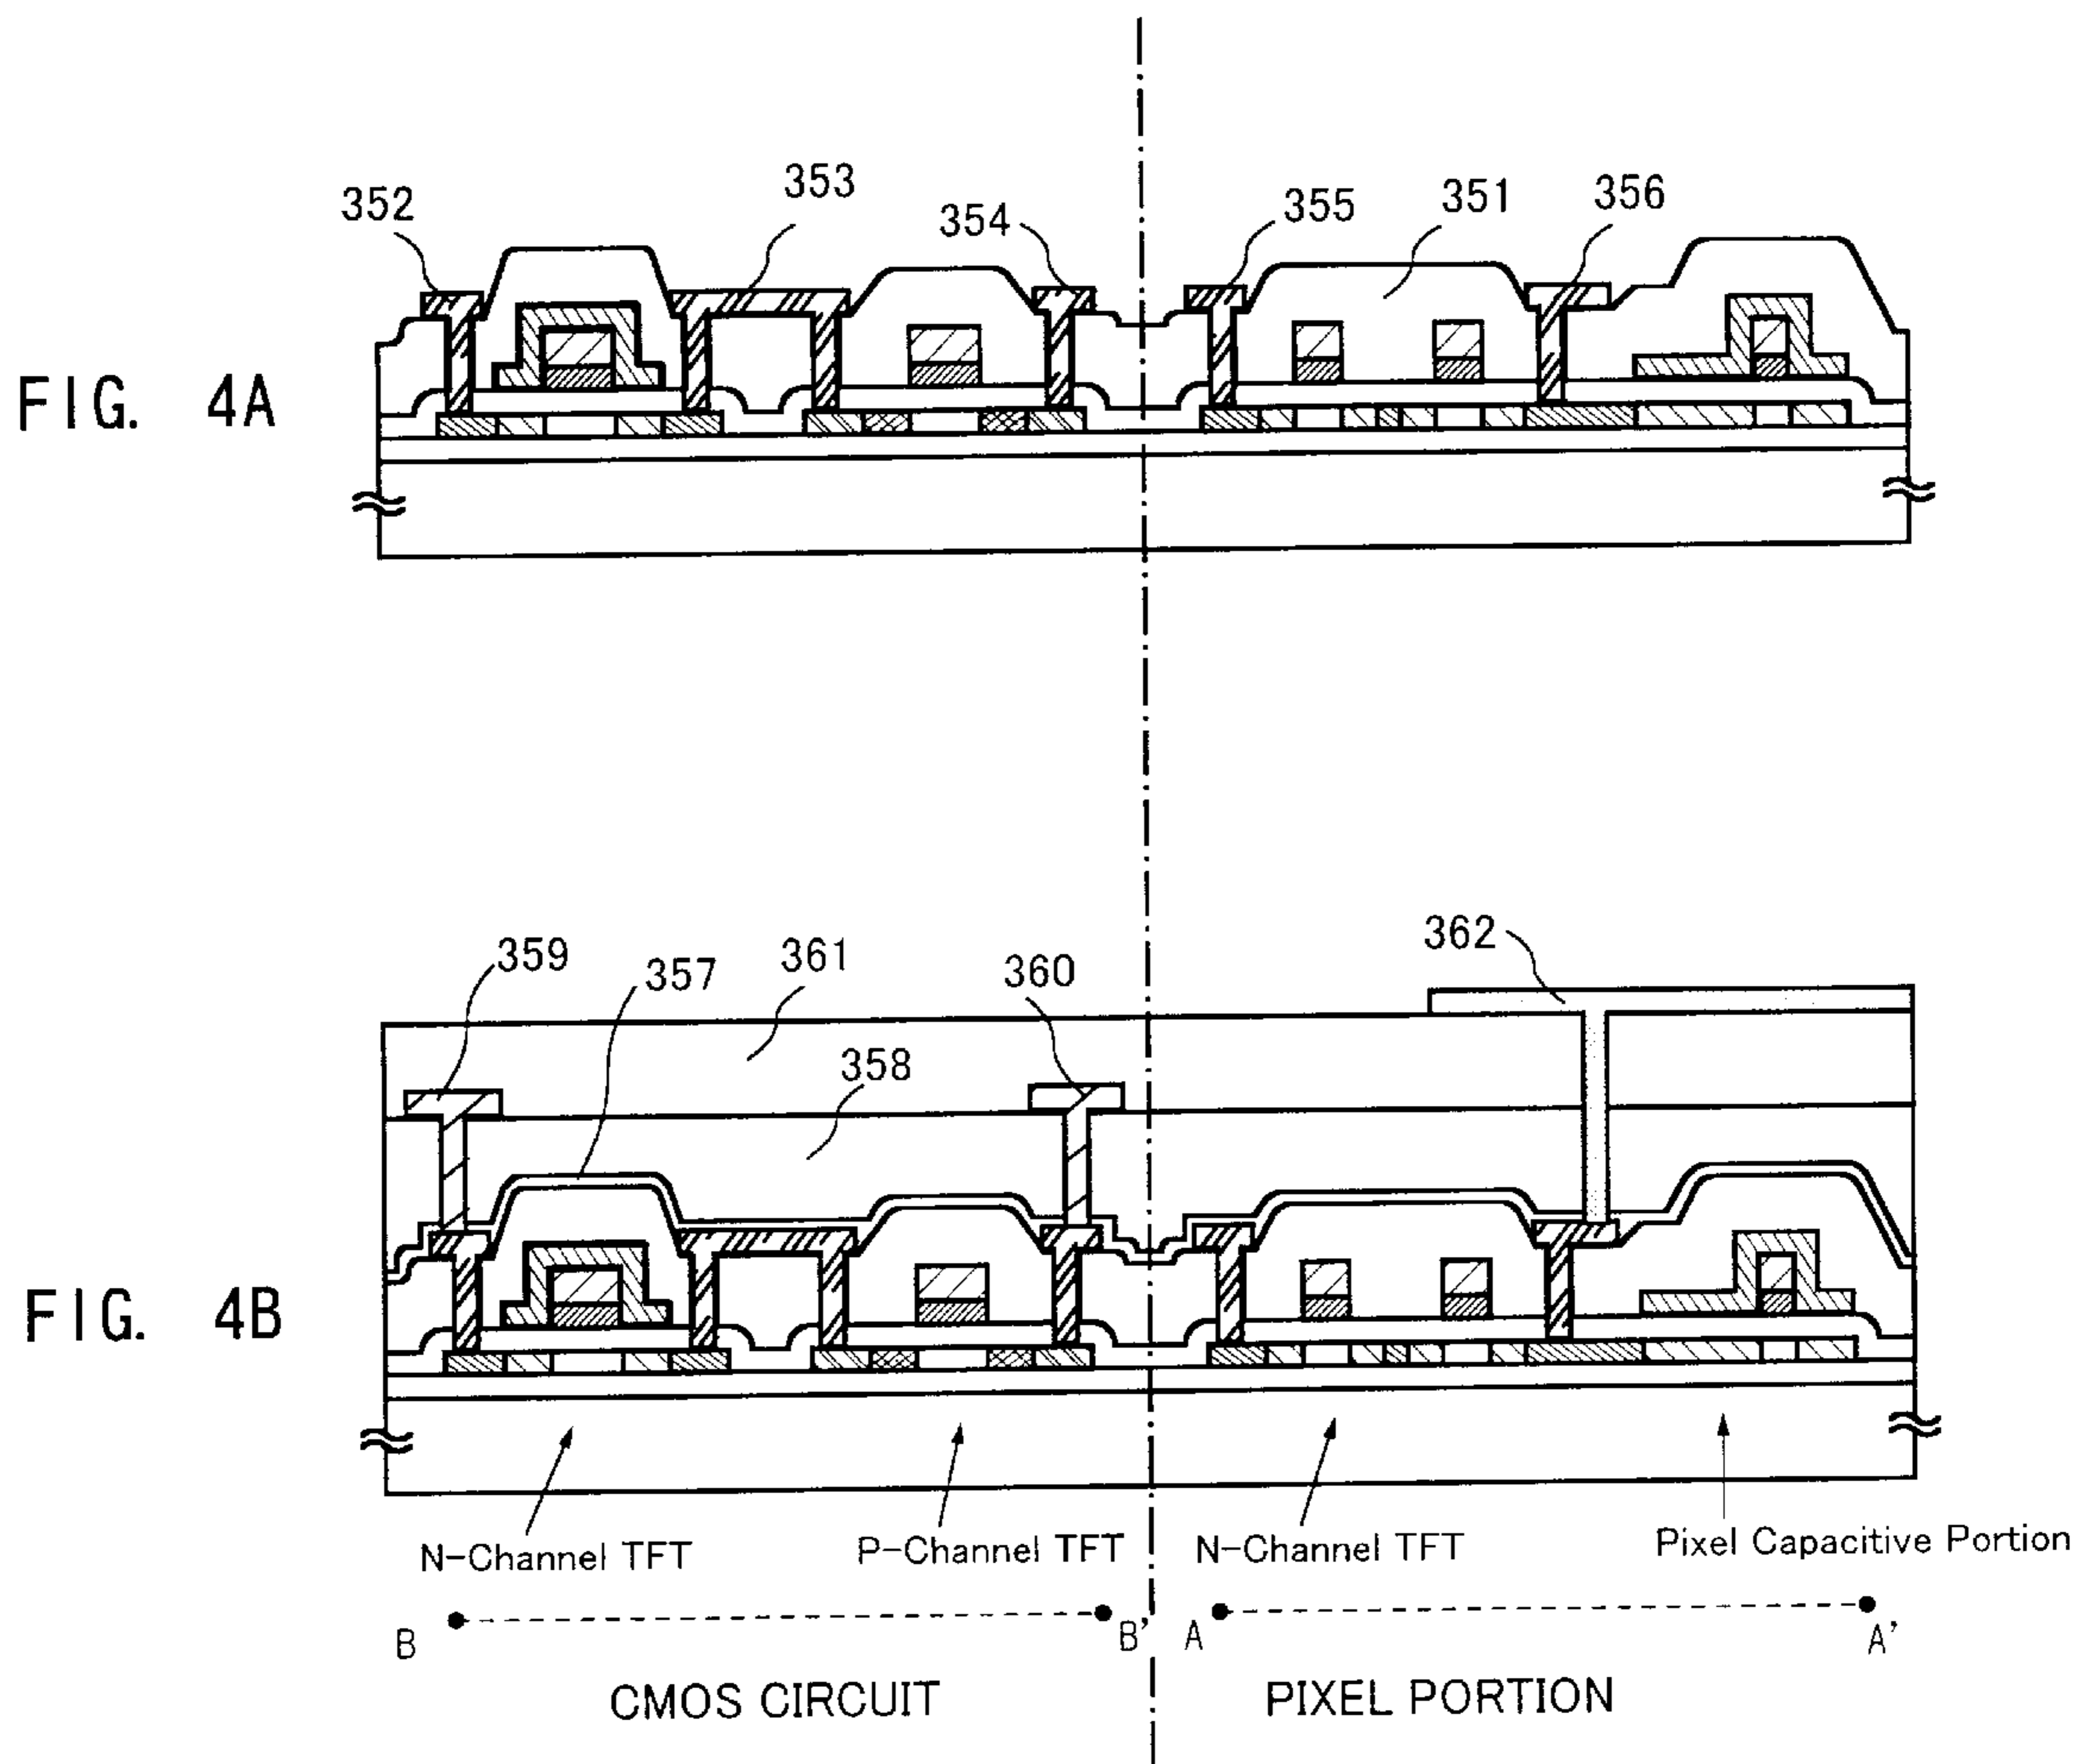 352
353
354
355
351
356
FIG. 4A
359
357
361
360
362
358
FIG. 4B
N-Channel TFT
P-Channel TFT
N-Channel TFT
Pixel Capacitive Portion
B
B'
A
A'
CMOS CIRCUIT
PIXEL PORTION